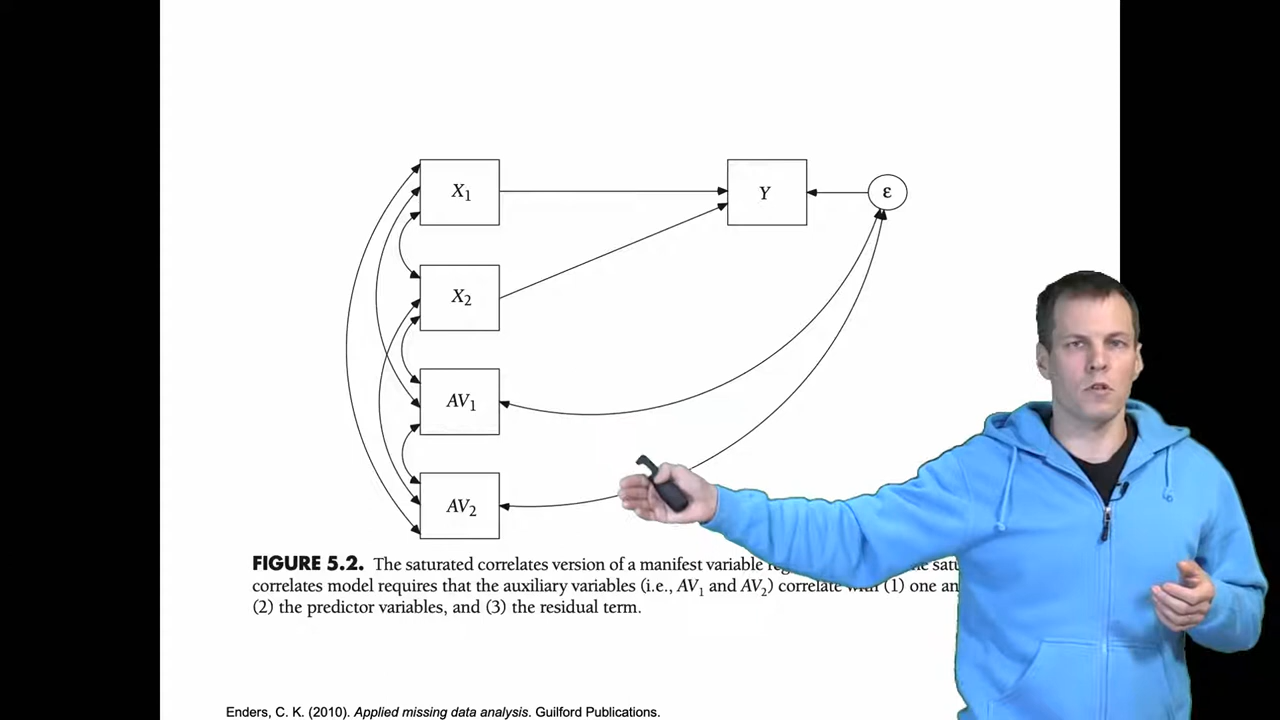 X1
Y
ε
X2
AV1
AV2
FIGURE 5.2. The saturated correlates version of a manifest variable
correlates model requires that the auxiliary variables (i.e., AV1 and AV2) correlate (1) one
(2) the predictor variables, and (3) the residual term.
Enders, C. K. (2010). Applied missing data analysis. Guilford Publications.